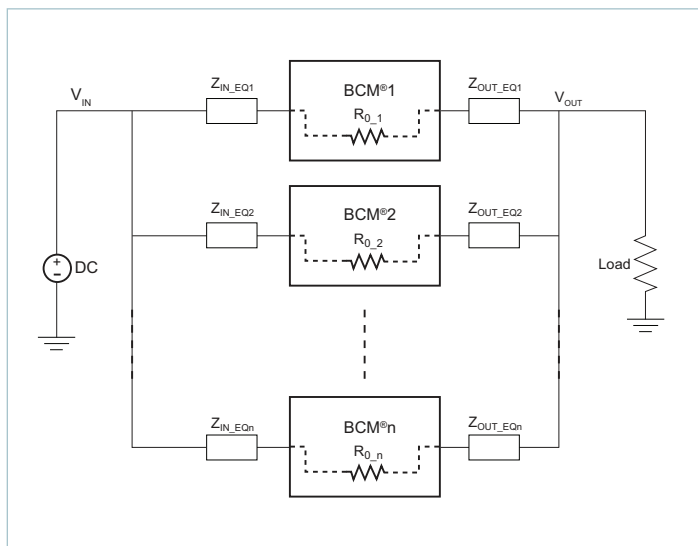 Z_IN_EQ1
BCM®1
Z_OUT_EQ1
V_IN
R_0_1
V_OUT
Z_IN_EQ2
BCM®2
Z_OUT_EQ2
R_0_2
+
DC
–
Load
Z_IN_EQn
BCM®n
Z_OUT_EQn
R_0_n